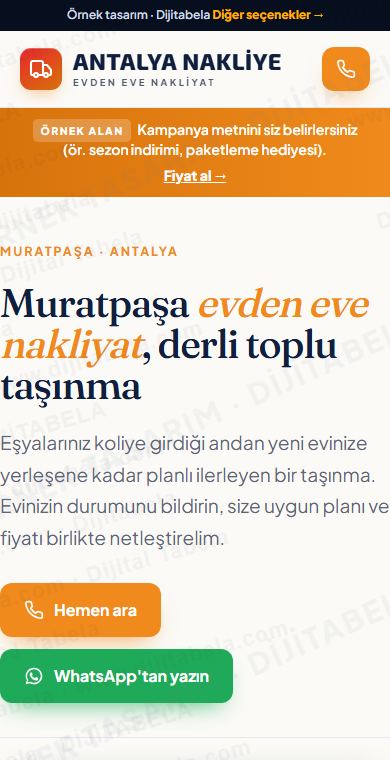 Örnek tasarım · Dijitabela Diğer seçenekler →
ANTALYA NAKLİYE
EVDEN EVE NAKLİYAT
ÖRNEK ALAN Kampanya metnini siz belirlersiniz
(ör. sezon indirimi, paketleme hediyesi).
Fiyat al →
MURATPAŞA · ANTALYA
Muratpaşa evden eve
nakliyat, derli toplu
taşınma
Eşyalarınız koliye girdiği andan yeni evinize
yerleşene kadar planlı ilerleyen bir taşınma.
Evinizin durumunu bildirin, size uygun planı ve
fiyatı birlikte netleştirelim.
Hemen ara
WhatsApp'tan yazın